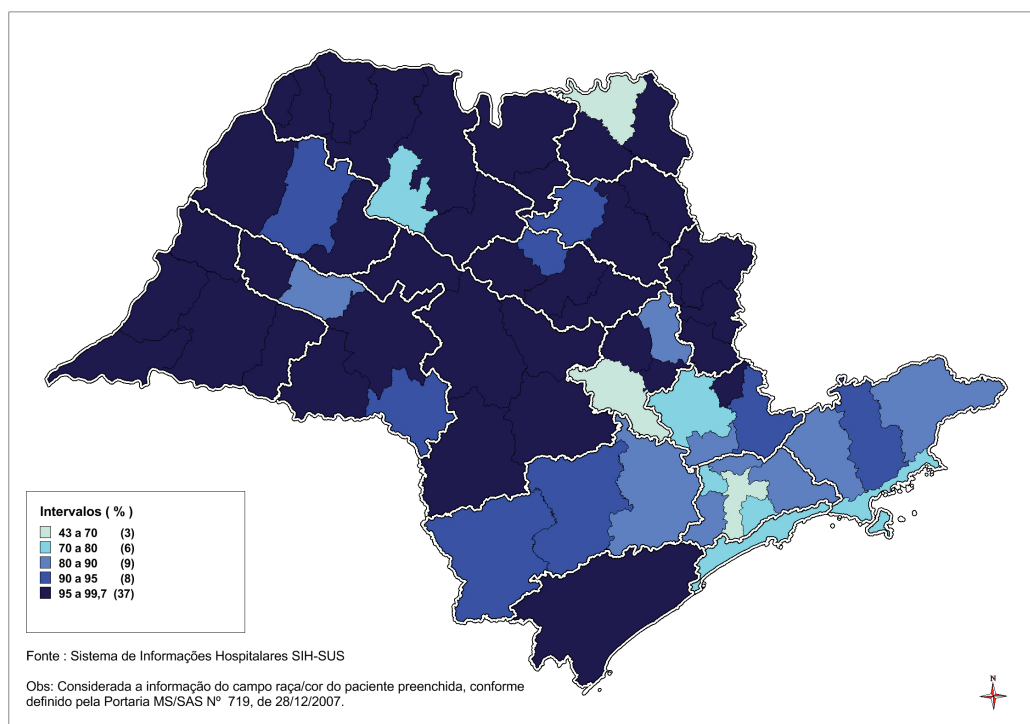 Intervalos ( % )
43 a 70 (3)
70 a 80 (6)
80 a 90 (9)
90 a 95 (8)
95 a 99,7 (37)
Fonte : Sistema de Informações Hospitalares SIH-SUS
Obs: Considerada a informação do campo raça/cor do paciente preenchida, conforme
definido pela Portaria MS/SAS Nº 719, de 28/12/2007.
N